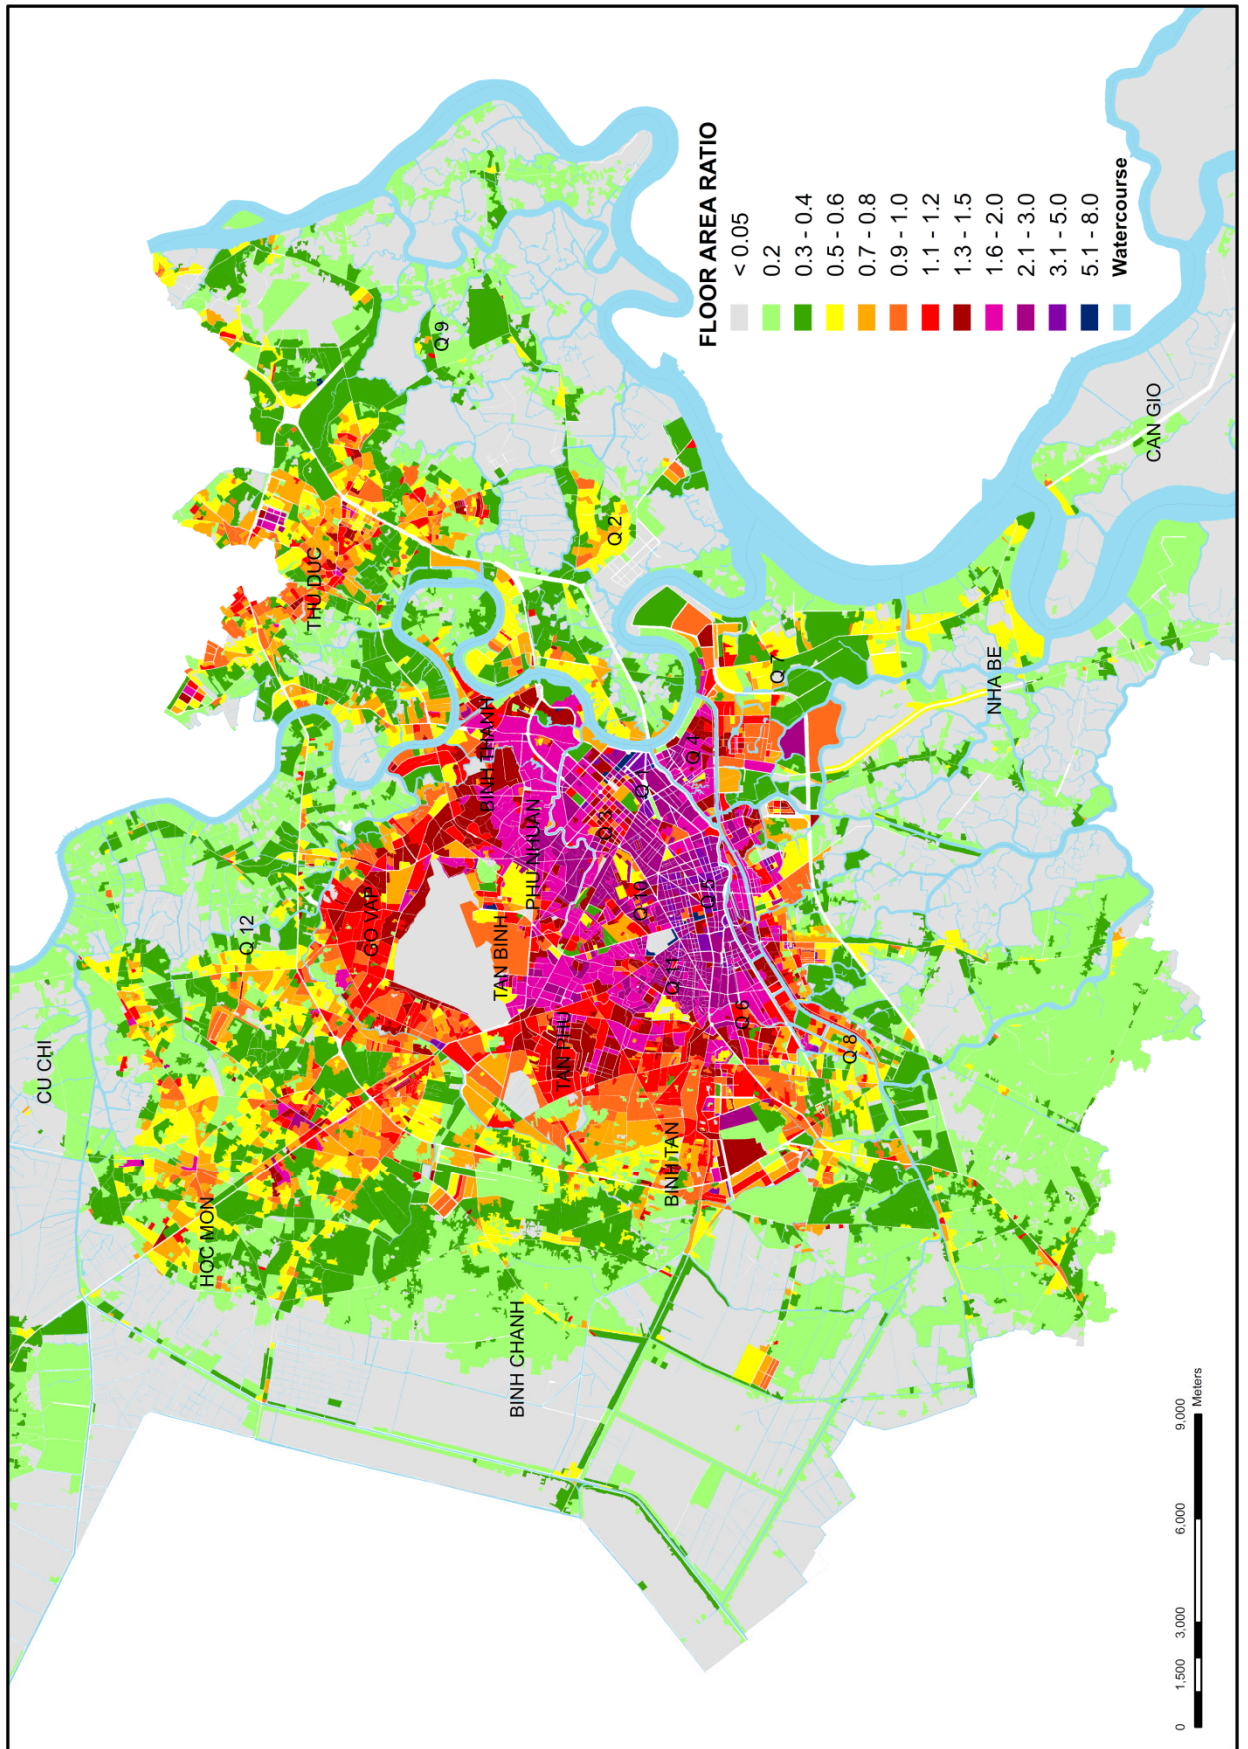 CU CHI
HOC MON
Q 12
THU DUC
GO VAP
Q 9
BINH CHANH
TAN BINH
PHU NHUAN
BINH THANH
TAN PHU
Q 3
Q 2
Q 10
Q 1
BINH TAN
Q 11
Q 5
Q 4
Q 6
Q 7
Q 8
NHA BE
CAN GIO
FLOOR AREA RATIO
< 0.05
0.2
0.3 - 0.4
0.5 - 0.6
0.7 - 0.8
0.9 - 1.0
1.1 - 1.2
1.3 - 1.5
1.6 - 2.0
2.1 - 3.0
3.1 - 5.0
5.1 - 8.0
Watercourse
0 1,500 3,000 6,000 9,000
Meters